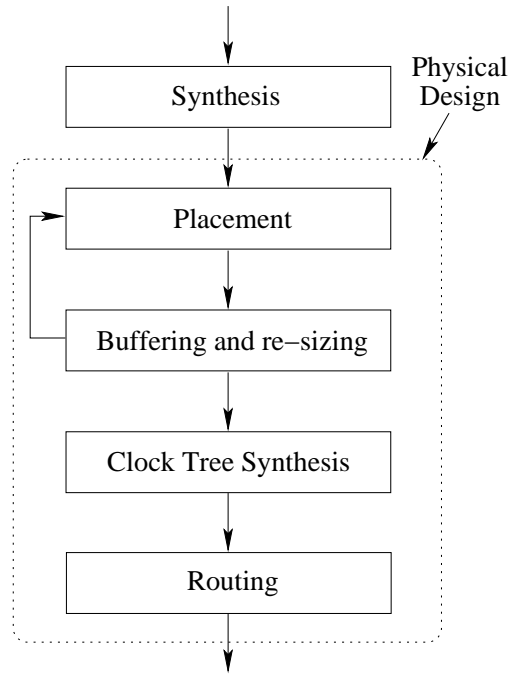 Physical
Design
Synthesis
Placement
Buffering and re-sizing
Clock Tree Synthesis
Routing